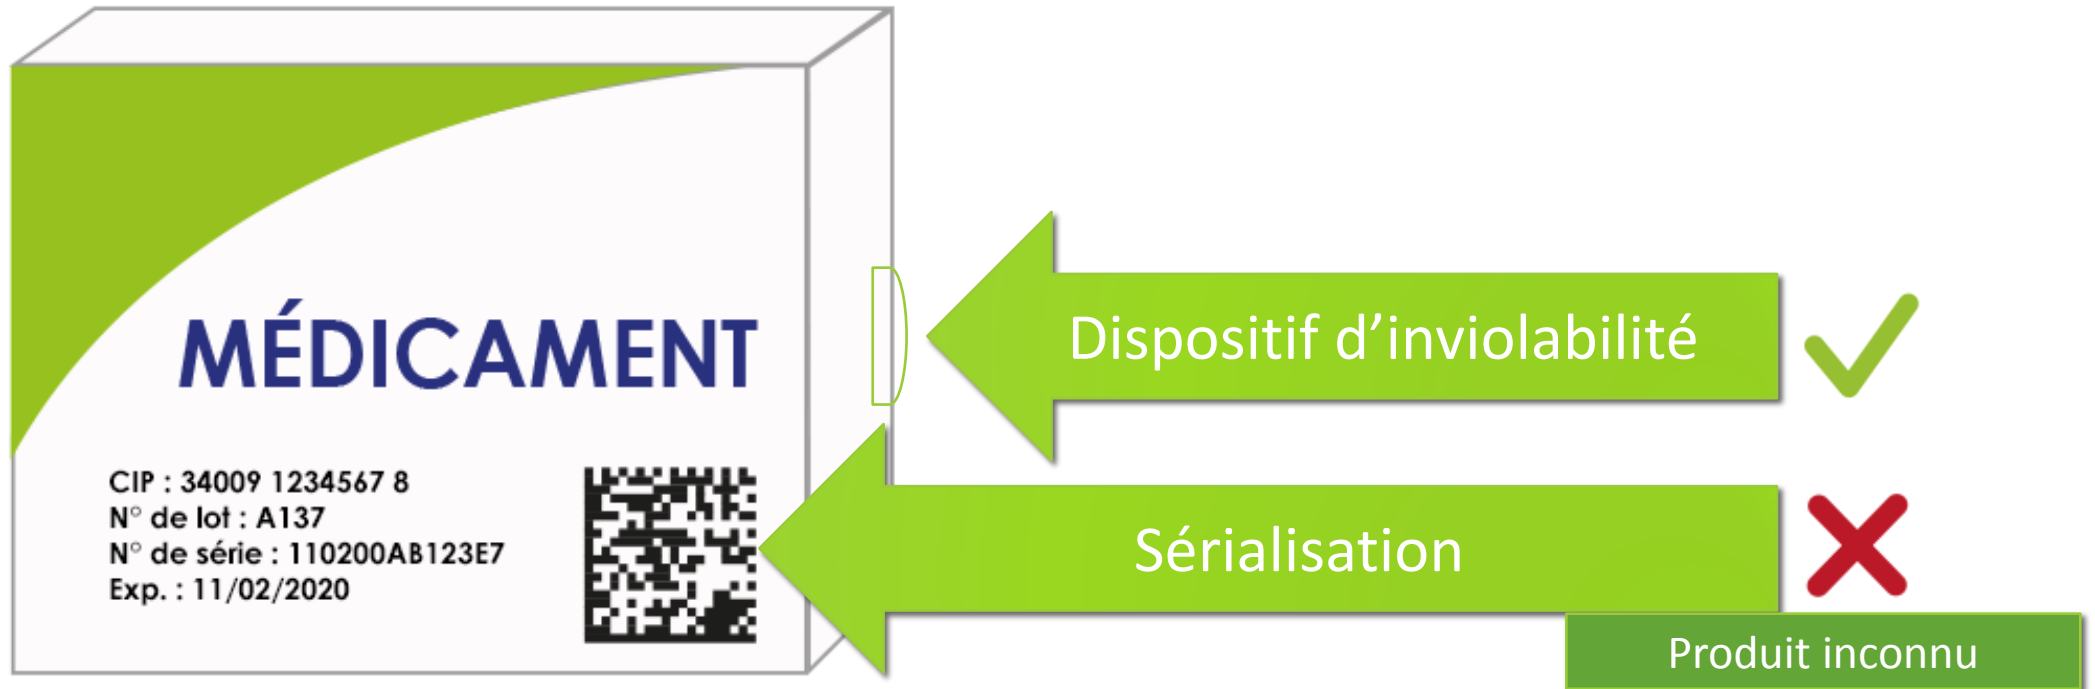 MÉDICAMENT
CIP : 34009 1234567 8
N° de lot : A137
N° de série : 110200AB123E7
Exp. : 11/02/2020
Dispositif d’inviolabilité
Sérialisation
Produit inconnu